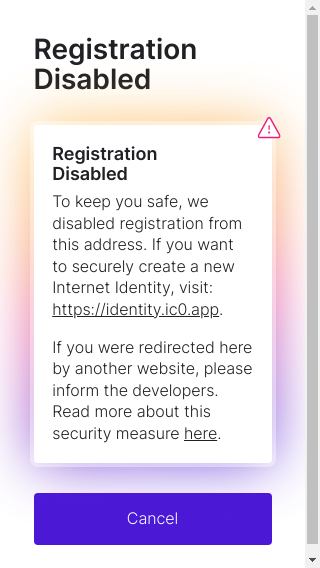 Registration
Disabled
Registration
Disabled
To keep you safe, we
disabled registration from
this address. If you want
to securely create a new
Internet Identity, visit:
https://identity.ic0.app.
If you were redirected here
by another website, please
inform the developers.
Read more about this
security measure here.
Cancel